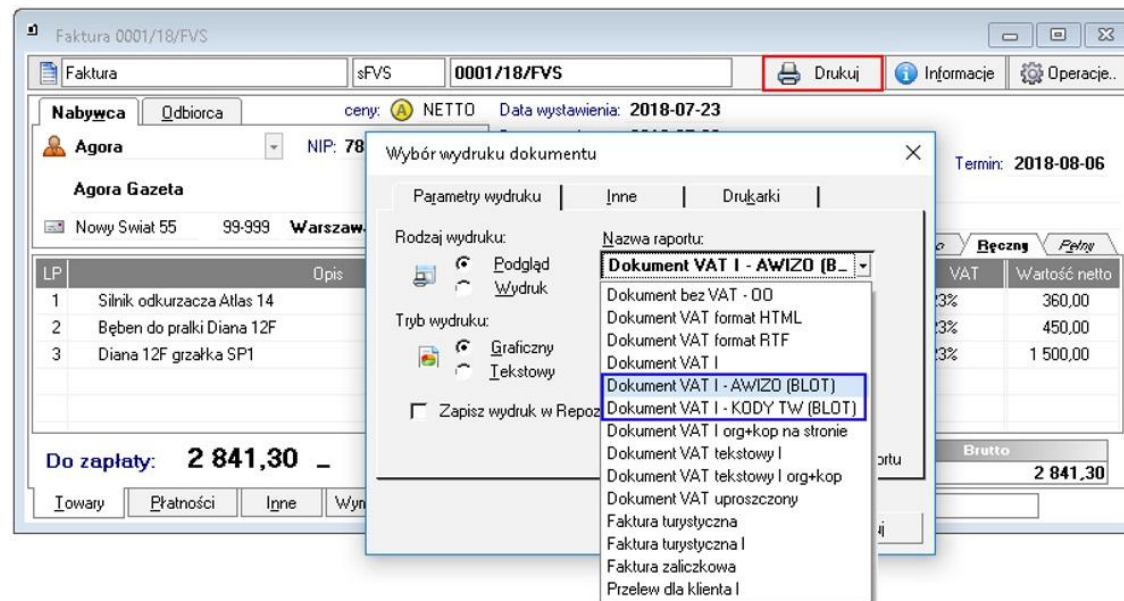 Faktura 0001/18/FVS
Faktura sFVS 0001/18/FVS Drukuj Informacje Operacje..
Nabywca Odbiorca ceny: A NETTO Data wystawienia: 2018-07-23
Agora NIP: 78 Termin: 2018-08-06
Agora Gazeta
Nowy Swiat 55 99-999 Warszaw
Ręczny Pełny
LP Opis VAT Wartość netto
1 Silnik odkurzacza Atlas 14 3% 360,00
2 Bęben do pralki Diana 12F 3% 450,00
3 Diana 12F grzałka SP1 3% 1 500,00
Do zapłaty: 2 841,30 Brutto
2 841,30
Towary Płatności Inne Wyn
Wybór wydruku dokumentu
Parametry wydruku Inne Drukarki
Rodzaj wydruku: Nazwa raportu:
Podgląd Dokument VAT I - AWIZO (B...
Wydruk
Tryb wydruku:
Graficzny
Tekstowy
Zapisz wydruk w Repoz
Dokument bez VAT - OO
Dokument VAT format HTML
Dokument VAT format RTF
Dokument VAT I
Dokument VAT I - AWIZO (BLOT)
Dokument VAT I - KODY TW (BLOT)
Dokument VAT I org+kop na stronie
Dokument VAT tekstowy I
Dokument VAT tekstowy I org+kop
Dokument VAT uproszczony
Faktura turystyczna
Faktura turystyczna I
Faktura zaliczkowa
Przelew dla klienta I
ortu